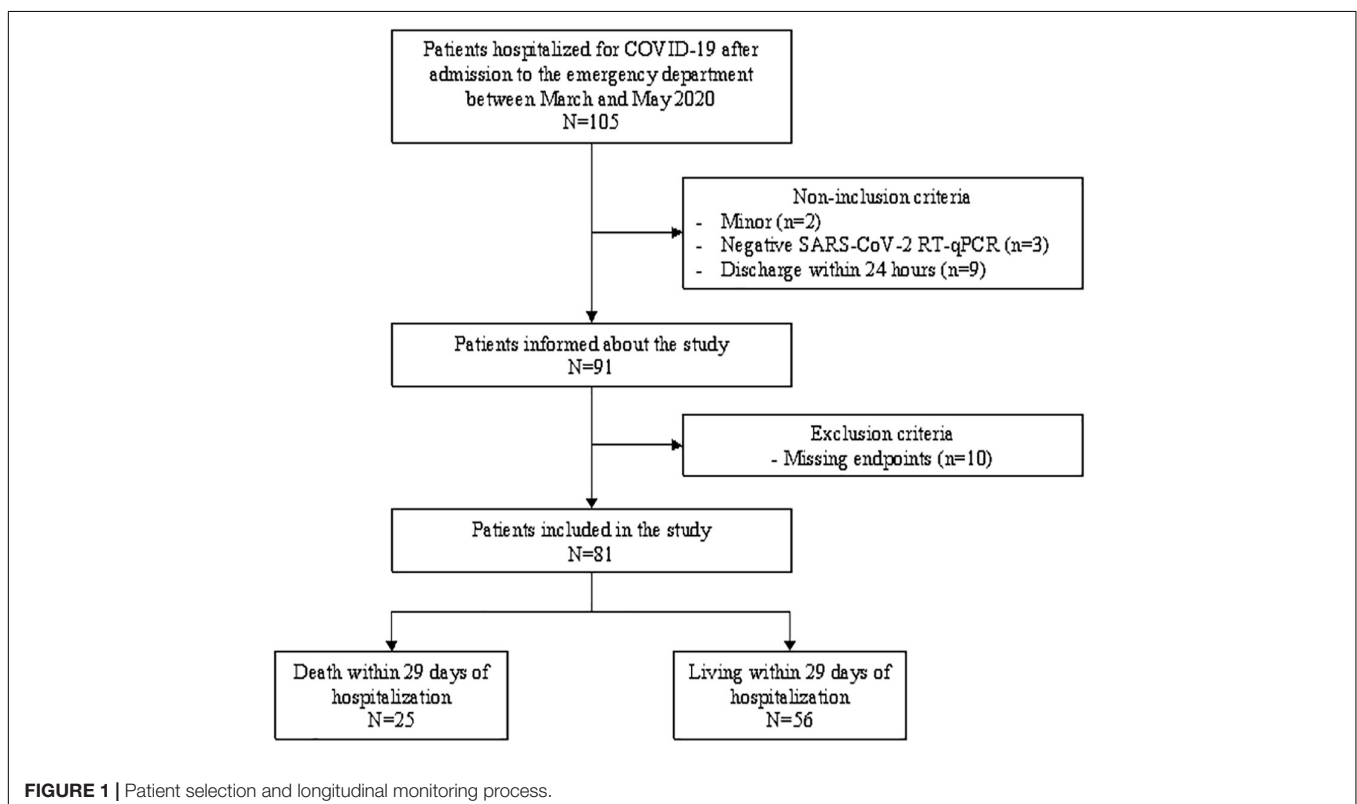 Patients hospitalized for COVID-19 after
admission to the emergency department
between March and May 2020
N=105
Non-inclusion criteria
- Minor (n=2)
- Negative SARS-CoV-2 RT-qPCR (n=3)
- Discharge within 24 hours (n=9)
Patients informed about the study
N=91
Exclusion criteria
- Missing endpoints (n=10)
Patients included in the study
N=81
Death within 29 days of
hospitalization
N=25
Living within 29 days of
hospitalization
N=56
FIGURE 1 | Patient selection and longitudinal monitoring process.